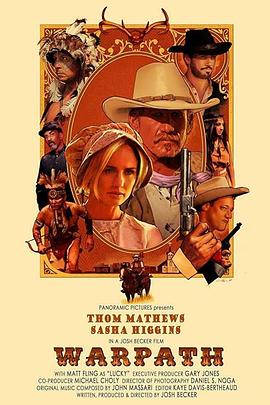 PANORAMIC PICTURES presents
THOM MATHEWS
SASHA HIGGINS
IN A JOSH BECKER FILM
WARPATH
WITH MATT FLING AS "LUCKY" EXECUTIVE PRODUCER GARY JONES
CO-PRODUCER MICHAEL CHOLY DIRECTOR OF PHOTOGRAPHY DANIEL S. NOGA
ORIGINAL MUSIC COMPOSED BY JOHN MASSARI EDITOR KAYE DAVIS-BERTHEAUD
WRITTEN, PRODUCED & DIRECTED BY JOSH BECKER